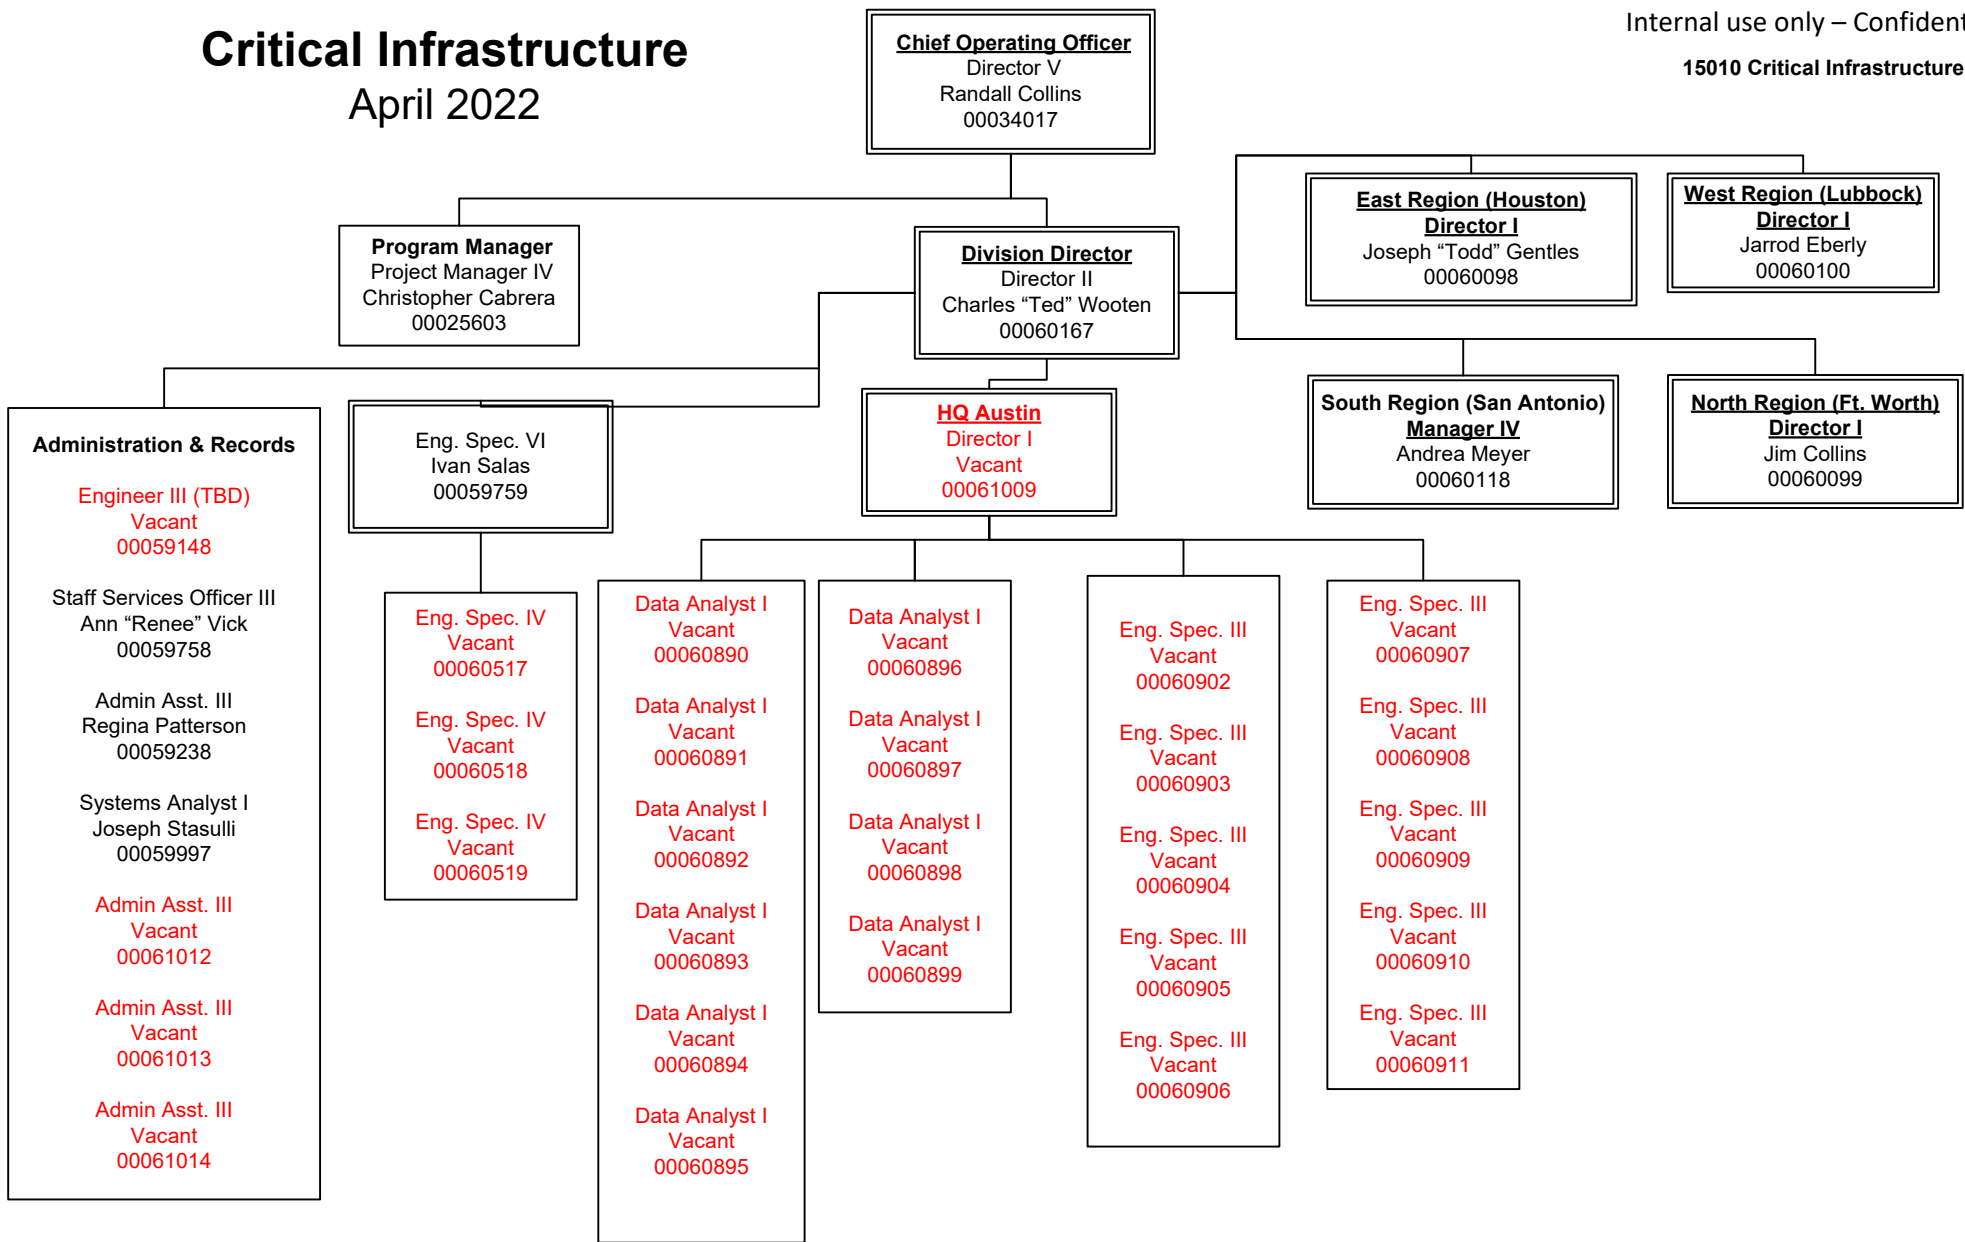 Critical Infrastructure
April 2022
Internal use only – Confident
15010 Critical Infrastructure
Chief Operating Officer
Director V
Randall Collins
00034017
Program Manager
Project Manager IV
Christopher Cabrera
00025603
Division Director
Director II
Charles “Ted” Wooten
00060167
East Region (Houston)
Director I
Joseph “Todd” Gentles
00060098
West Region (Lubbock)
Director I
Jarrod Eberly
00060100
South Region (San Antonio)
Manager IV
Andrea Meyer
00060118
North Region (Ft. Worth)
Director I
Jim Collins
00060099
Administration & Records
Engineer III (TBD)
Vacant
00059148
Staff Services Officer III
Ann “Renee” Vick
00059758
Admin Asst. III
Regina Patterson
00059238
Systems Analyst I
Joseph Stasulli
00059997
Admin Asst. III
Vacant
00061012
Admin Asst. III
Vacant
00061013
Admin Asst. III
Vacant
00061014
Eng. Spec. VI
Ivan Salas
00059759
Eng. Spec. IV
Vacant
00060517
Eng. Spec. IV
Vacant
00060518
Eng. Spec. IV
Vacant
00060519
HQ Austin
Director I
Vacant
00061009
Data Analyst I
Vacant
00060890
Data Analyst I
Vacant
00060891
Data Analyst I
Vacant
00060892
Data Analyst I
Vacant
00060893
Data Analyst I
Vacant
00060894
Data Analyst I
Vacant
00060895
Data Analyst I
Vacant
00060896
Data Analyst I
Vacant
00060897
Data Analyst I
Vacant
00060898
Data Analyst I
Vacant
00060899
Eng. Spec. III
Vacant
00060902
Eng. Spec. III
Vacant
00060903
Eng. Spec. III
Vacant
00060904
Eng. Spec. III
Vacant
00060905
Eng. Spec. III
Vacant
00060906
Eng. Spec. III
Vacant
00060907
Eng. Spec. III
Vacant
00060908
Eng. Spec. III
Vacant
00060909
Eng. Spec. III
Vacant
00060910
Eng. Spec. III
Vacant
00060911